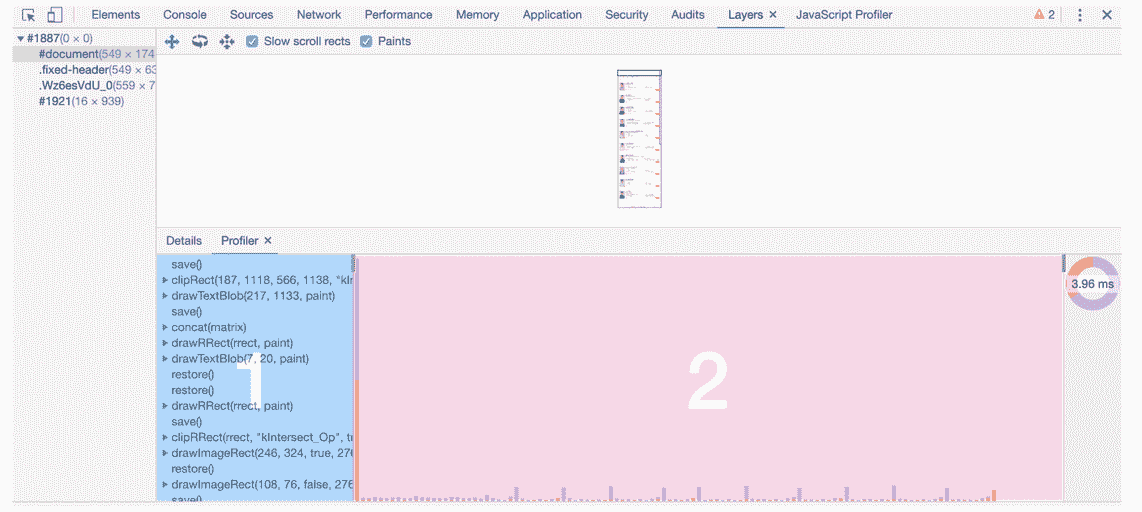 Elements Console Sources Network Performance Memory Application Security Audits Layers × JavaScript Profiler 2
#1887(0 × 0)
#document(549 × 174
.fixed-header(549 × 63
.Wz6esVdU_0(559 × 7
#1921(16 × 939)
Slow scroll rects Paints
Details Profiler ×
save()
clipRect(187, 1118, 566, 1138, "kIn
drawTextBlob(217, 1133, paint)
save()
concat(matrix)
drawRRect(rrect, paint)
drawTextBlob(7, 20, paint)
restore()
restore()
drawRRect(rrect, paint)
save()
clipRRect(rrect, "kIntersect_Op", tr
drawImageRect(246, 324, true, 276
restore()
drawImageRect(108, 76, false, 276
save()
1
2
3.96 ms